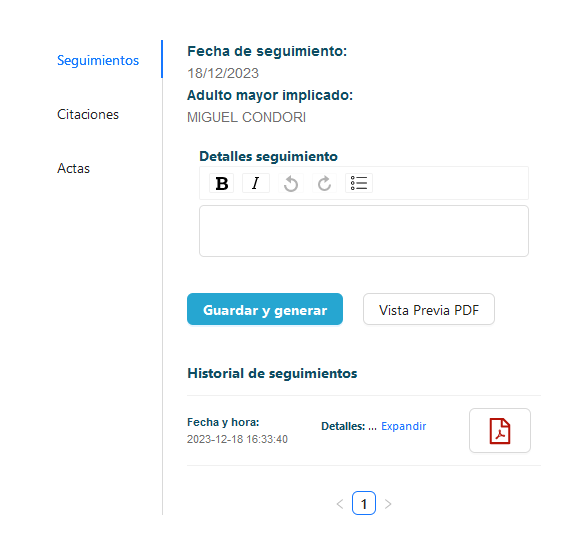 Seguimientos
Citaciones
Actas
Fecha de seguimiento:
18/12/2023
Adulto mayor implicado:
MIGUEL CONDORI
Detalles seguimiento
B I
Guardar y generar
Vista Previa PDF
Historial de seguimientos
Fecha y hora:
2023-12-18 16:33:40
Detalles: ... Expandir
< 1 >